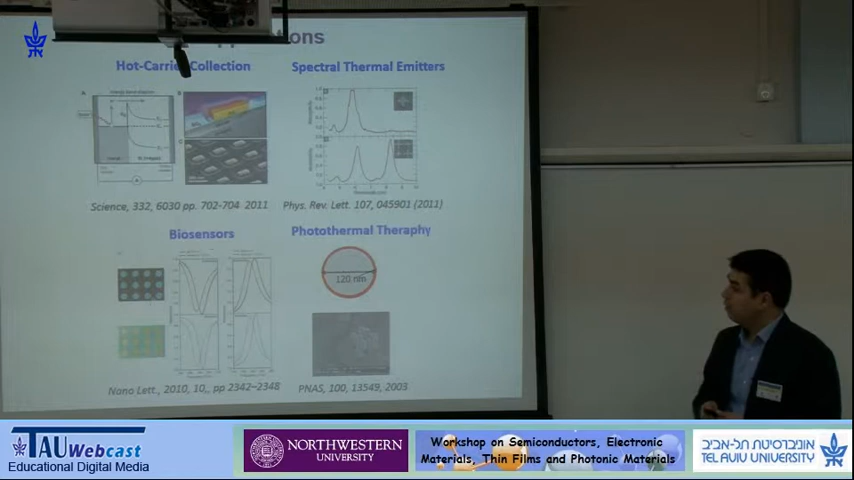 ons
Hot-Carrie Collection
Spectral Thermal Emitters
Science, 332, 6030 pp. 702-704 2011
Phys. Rev. Lett. 107, 045901 (2011)
Biosensors
Photothermal Theraphy
120 nm
Nano Lett., 2010, 10,, pp 2342–2348
PNAS, 100, 13549, 2003
TAU Webcast
Educational Digital Media
NORTHWESTERN
UNIVERSITY
Workshop on Semiconductors, Electronic
Materials, Thin Films and Photonic Materials
אוניברסיטת תל-אביב
TEL AVIV UNIVERSITY